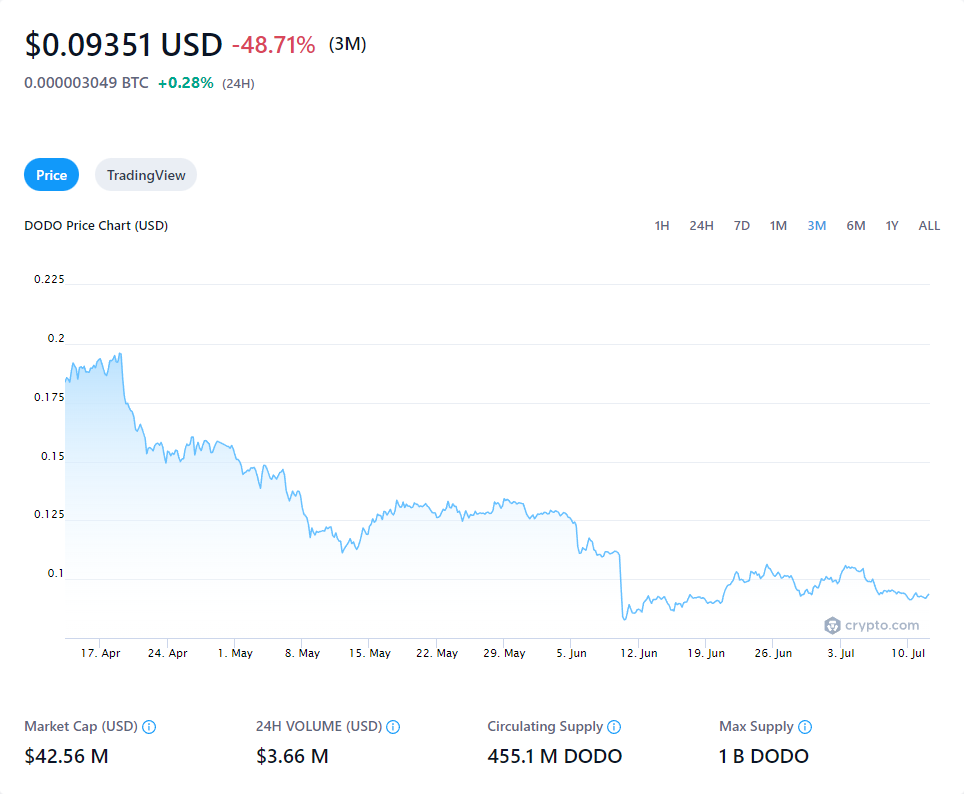 $0.09351 USD -48.71% (3M)
0.000003049 BTC +0.28% (24H)
Price TradingView
DODO Price Chart (USD) 1H 24H 7D 1M 3M 6M 1Y ALL
0.225
0.2
0.175
0.15
0.125
0.1
crypto.com
17. Apr 24. Apr 1. May 8. May 15. May 22. May 29. May 5. Jun 12. Jun 19. Jun 26. Jun 3. Jul 10. Jul
Market Cap (USD) 24H VOLUME (USD) Circulating Supply Max Supply
$42.56 M $3.66 M 455.1 M DODO 1 B DODO